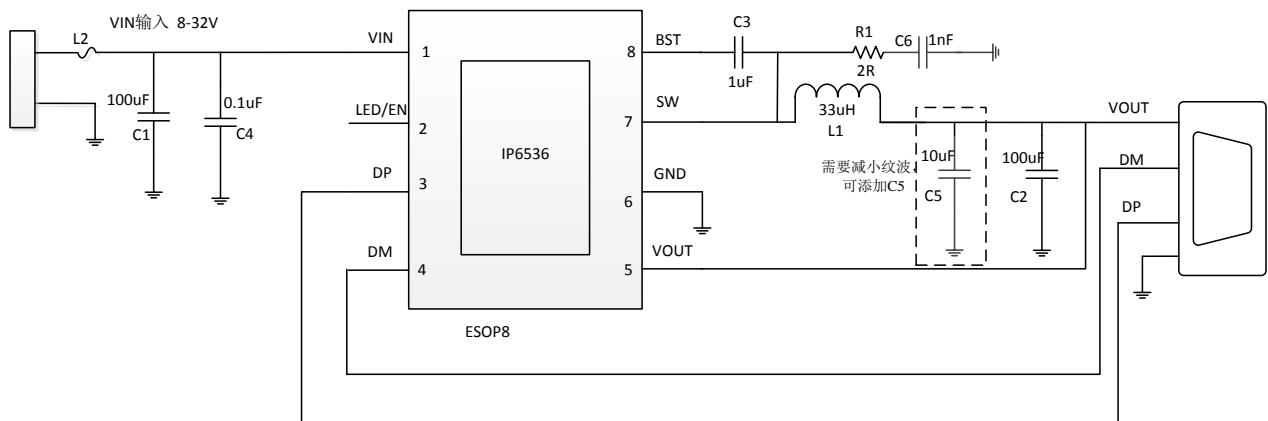 VIN输入 8-32V
L2
100uF
C1
0.1uF
C4
VIN
1
LED/EN
2
DP
3
DM
4
IP6536
ESOP8
8
BST
7
SW
6
GND
5
VOUT
C3
1uF
R1
2R
C6
1nF
33uH
L1
需要减小纹波，
可添加C5
10uF
C5
100uF
C2
VOUT
DM
DP